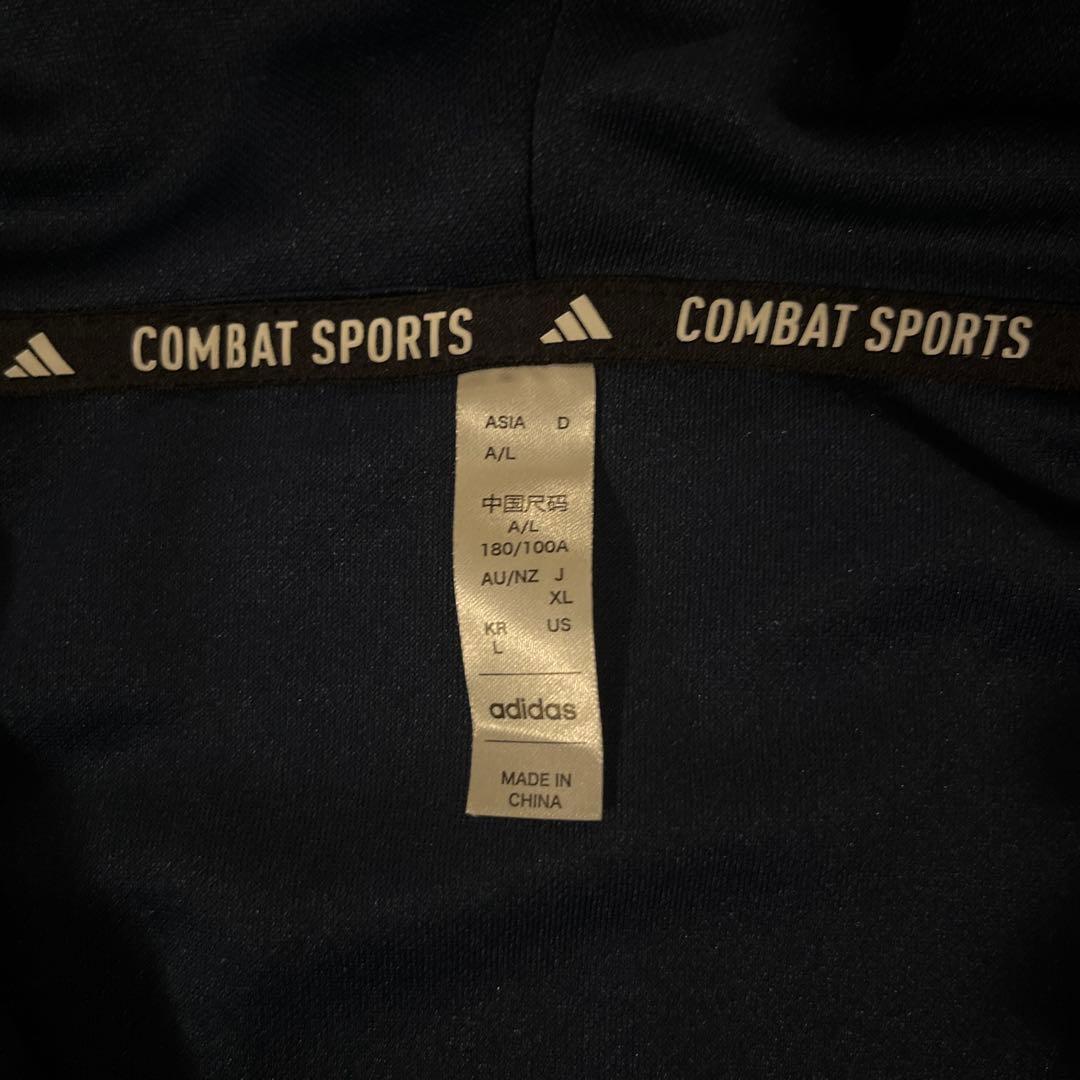 COMBAT SPORTS COMBAT SPORTS
ASIA D
A/L
中国尺码
A/L
180/100A
AU/NZ J
XL
KR US
L
adidas
MADE IN
CHINA